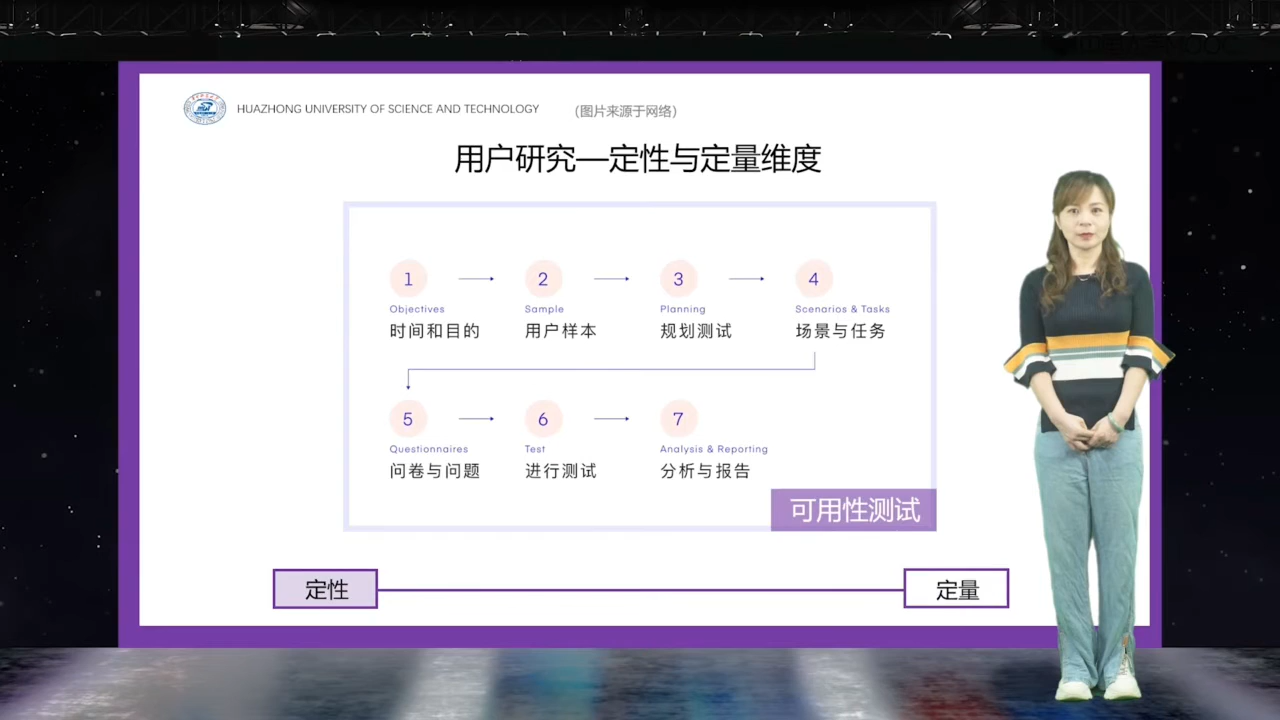 HUAZHONG UNIVERSITY OF SCIENCE AND TECHNOLOGY
(图片来源于网络)
用户研究—定性与定量维度
1
2
3
4
Objectives
Sample
Planning
Scenarios & Tasks
时间和目的
用户样本
规划测试
场景与任务
5
6
7
Questionnaires
Test
Analysis & Reporting
问卷与问题
进行测试
分析与报告
可用性测试
定性
定量